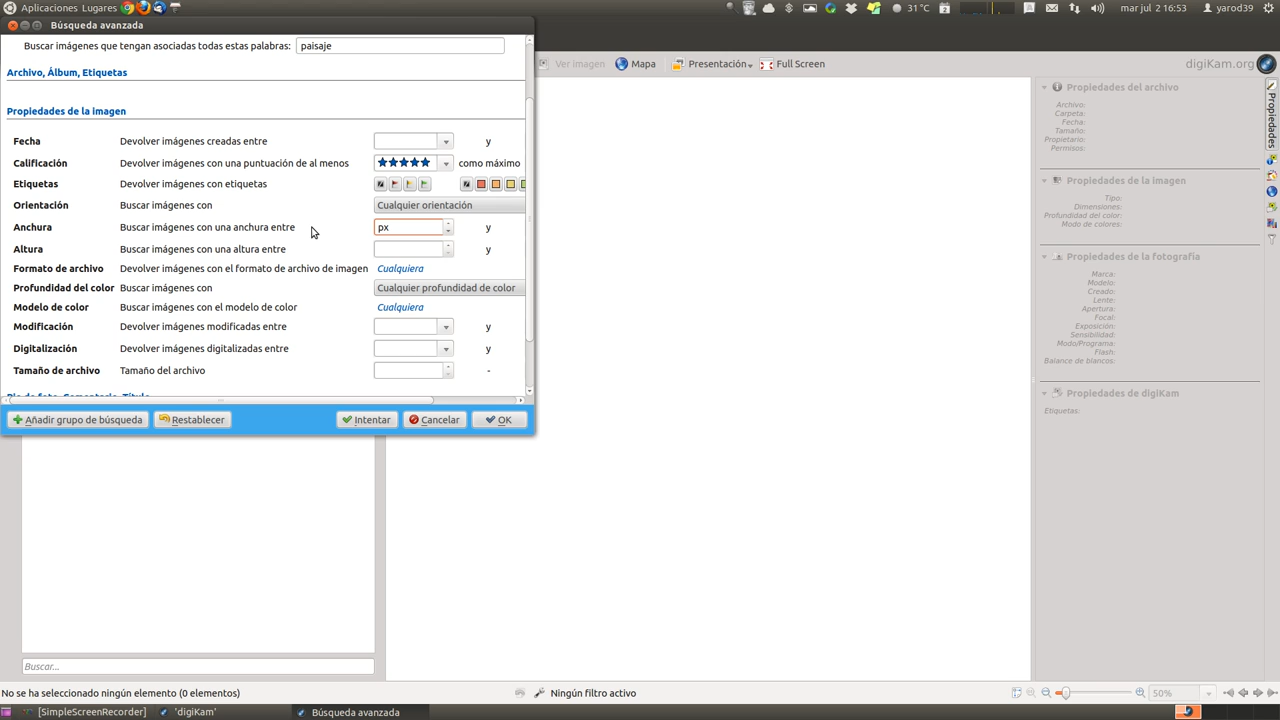 Aplicaciones Lugares
2
31 °C
mar jul 2 16:53
yarod39
Búsqueda avanzada
Buscar imágenes que tengan asociadas todas estas palabras: paisaje
Archivo, Álbum, Etiquetas
Propiedades de la imagen
Fecha Devolver imágenes creadas entre y
Calificación Devolver imágenes con una puntuación de al menos como máximo
Etiquetas Devolver imágenes con etiquetas
Orientación Buscar imágenes con Cualquier orientación
Anchura Buscar imágenes con una anchura entre px y
Altura Buscar imágenes con una altura entre y
Formato de archivo Devolver imágenes con el formato de archivo de imagen Cualquiera
Profundidad del color Buscar imágenes con Cualquier profundidad de color
Modelo de color Buscar imágenes con el modelo de color Cualquiera
Modificación Devolver imágenes modificadas entre y
Digitalización Devolver imágenes digitalizadas entre y
Tamaño de archivo Tamaño del archivo -
Añadir grupo de búsqueda Restablecer Intentar Cancelar OK
Ver imagen Mapa Presentación Full Screen digiKam.org
Propiedades
Propiedades del archivo
Archivo:
Carpeta:
Fecha:
Tamaño:
Propietario:
Permisos:
Propiedades de la imagen
Tipo:
Dimensiones:
Profundidad del color:
Modo de colores:
Propiedades de la fotografía
Marca:
Modelo:
Creado:
Lente:
Apertura:
Focal:
Exposición:
Sensibilidad:
Modo/Programa:
Flash:
Balance de blancos:
Propiedades de digiKam
Etiquetas:
Buscar...
No se ha seleccionado ningún elemento (0 elementos) Ningún filtro activo 50%
[SimpleScreenRecorder] 'digiKam' Búsqueda avanzada